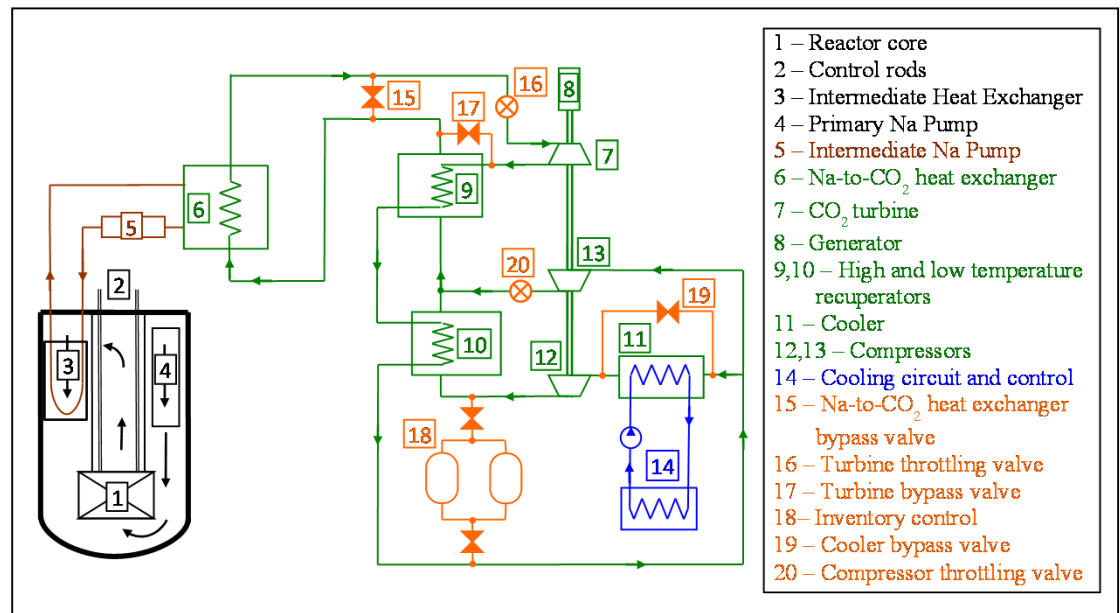 16
8
15
17
7
9
6
5
13
20
2
19
12
11
10
3
4
18
14
1
1 – Reactor core
2 – Control rods
3 – Intermediate Heat Exchanger
4 – Primary Na Pump
5 – Intermediate Na Pump
6 – Na-to-CO₂ heat exchanger
7 – CO₂ turbine
8 – Generator
9,10 – High and low temperature
recuperators
11 – Cooler
12,13 – Compressors
14 – Cooling circuit and control
15 – Na-to-CO₂ heat exchanger
bypass valve
16 – Turbine throttling valve
17 – Turbine bypass valve
18– Inventory control
19 – Cooler bypass valve
20 – Compressor throttling valve